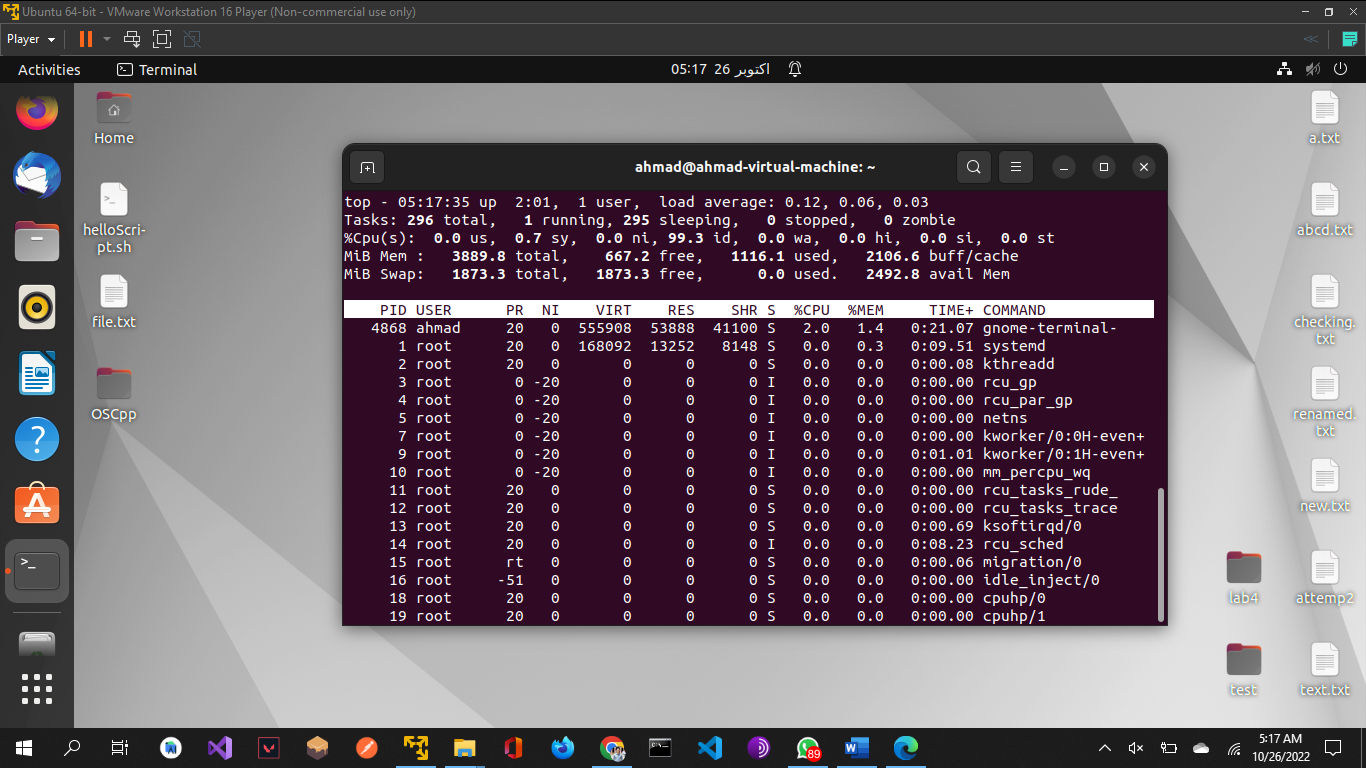 Ubuntu 64-bit - VMware Workstation 16 Player (Non-commercial use only)
Player
Activities
Terminal
05:17 26 اکتوبر
Home
helloScri-
pt.sh
file.txt
OSCpp
a.txt
abcd.txt
checking.
txt
renamed.
txt
new.txt
lab4
attemp2
test
text.txt
ahmad@ahmad-virtual-machine: ~
top - 05:17:35 up  2:01,  1 user,  load average: 0.12, 0.06, 0.03
Tasks: 296 total,   1 running, 295 sleeping,   0 stopped,   0 zombie
%Cpu(s):  0.0 us,  0.7 sy,  0.0 ni, 99.3 id,  0.0 wa,  0.0 hi,  0.0 si,  0.0 st
MiB Mem :   3889.8 total,    667.2 free,   1116.1 used,   2106.6 buff/cache
MiB Swap:   1873.3 total,   1873.3 free,      0.0 used.   2492.8 avail Mem
PID USER      PR  NI    VIRT    RES    SHR S  %CPU  %MEM     TIME+ COMMAND
4868 ahmad     20   0  555908  53888  41100 S   2.0   1.4   0:21.07 gnome-terminal-
1 root      20   0  168092  13252   8148 S   0.0   0.3   0:09.51 systemd
2 root      20   0       0      0      0 S   0.0   0.0   0:00.08 kthreadd
3 root       0 -20       0      0      0 I   0.0   0.0   0:00.00 rcu_gp
4 root       0 -20       0      0      0 I   0.0   0.0   0:00.00 rcu_par_gp
5 root       0 -20       0      0      0 I   0.0   0.0   0:00.00 netns
7 root       0 -20       0      0      0 I   0.0   0.0   0:00.00 kworker/0:0H-even+
9 root       0 -20       0      0      0 I   0.0   0.0   0:01.01 kworker/0:1H-even+
10 root       0 -20       0      0      0 I   0.0   0.0   0:00.00 mm_percpu_wq
11 root      20   0       0      0      0 S   0.0   0.0   0:00.00 rcu_tasks_rude_
12 root      20   0       0      0      0 S   0.0   0.0   0:00.00 rcu_tasks_trace
13 root      20   0       0      0      0 S   0.0   0.0   0:00.69 ksoftirqd/0
14 root      20   0       0      0      0 I   0.0   0.0   0:08.23 rcu_sched
15 root      rt   0       0      0      0 S   0.0   0.0   0:00.06 migration/0
16 root     -51   0       0      0      0 S   0.0   0.0   0:00.00 idle_inject/0
18 root      20   0       0      0      0 S   0.0   0.0   0:00.00 cpuhp/0
19 root      20   0       0      0      0 S   0.0   0.0   0:00.00 cpuhp/1
89
5:17 AM
10/26/2022